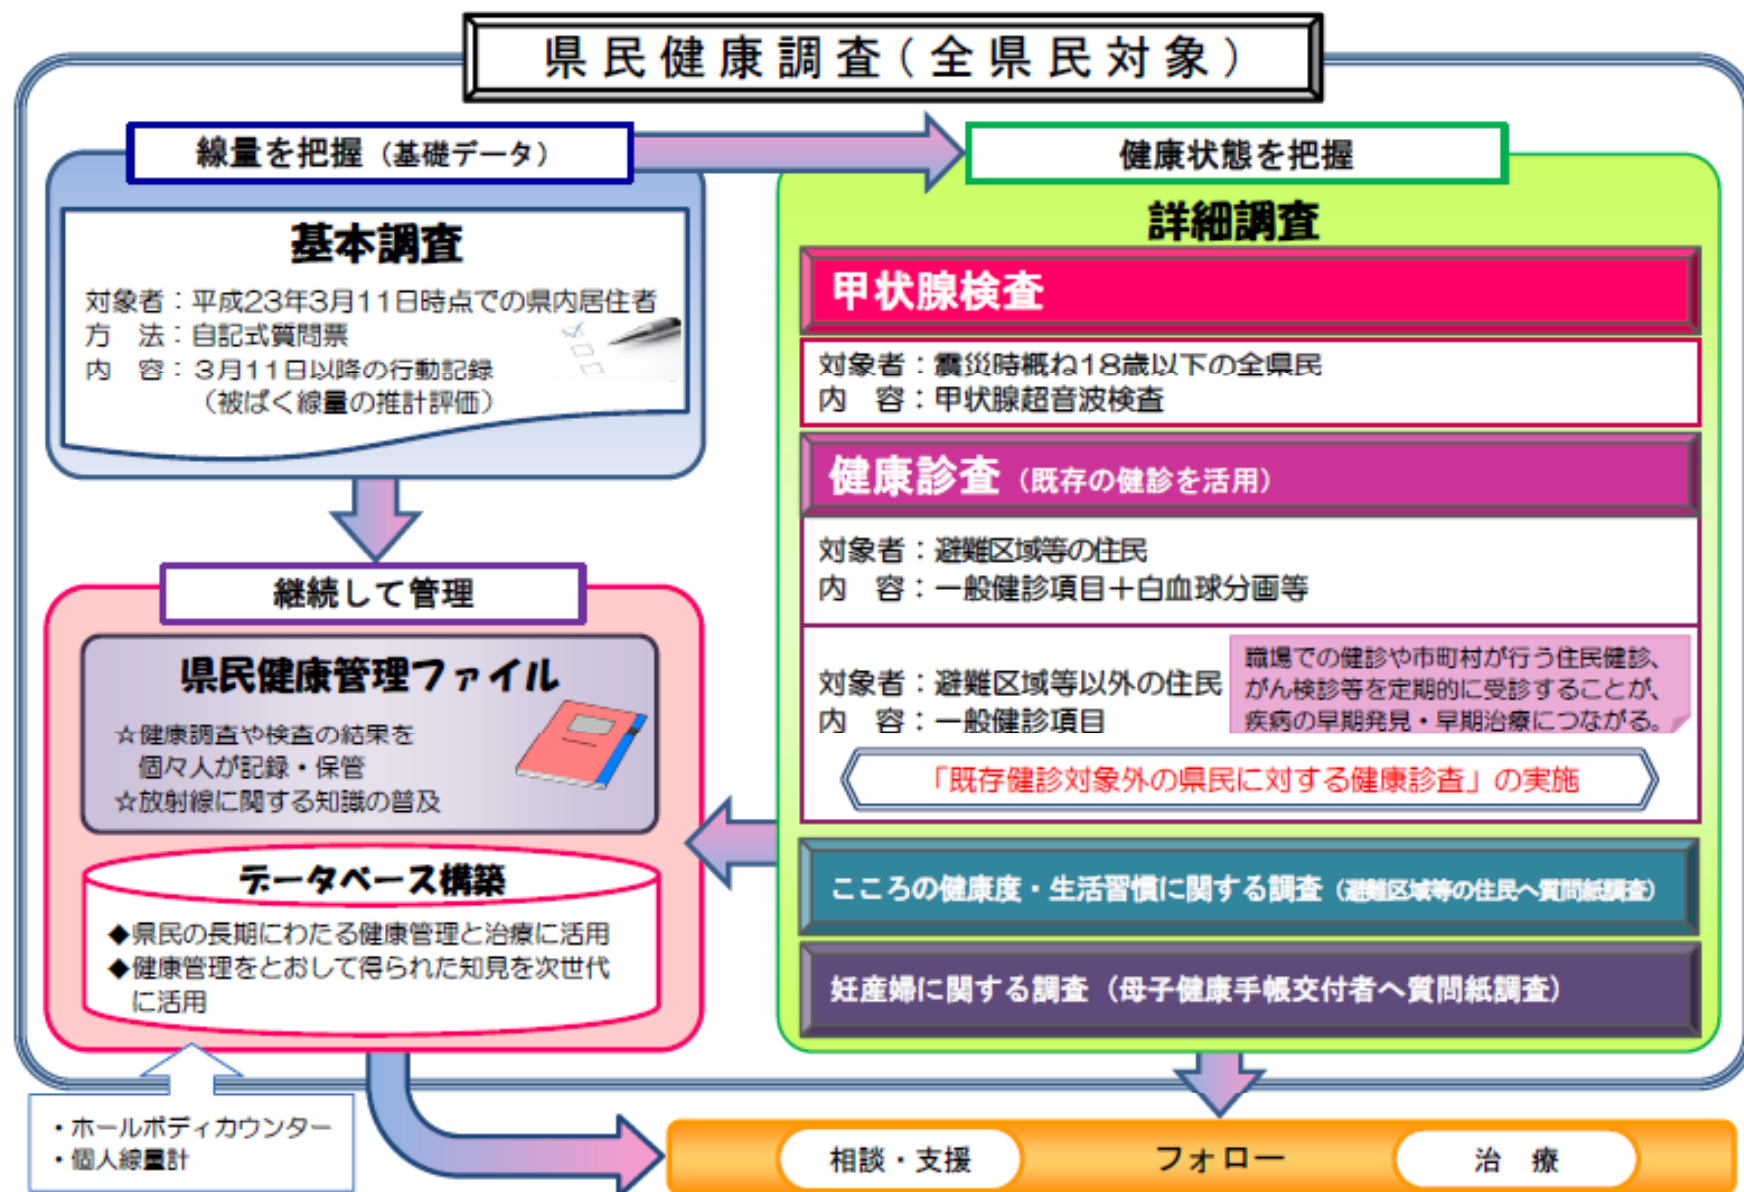 県民健康調査（全県民対象）
線量を把握（基礎データ）
基本調査
対象者：平成23年3月11日時点での県内居住者
方　法：自記式質問票
内　容：3月11日以降の行動記録
（被ばく線量の推計評価）
健康状態を把握
詳細調査
甲状腺検査
対象者：震災時概ね18歳以下の全県民
内　容：甲状腺超音波検査
健康診査（既存の健診を活用）
対象者：避難区域等の住民
内　容：一般健診項目＋白血球分画等
対象者：避難区域等以外の住民
内　容：一般健診項目
職場での健診や市町村が行う住民健診、
がん検診等を定期的に受診することが、
疾病の早期発見・早期治療につながる。
「既存健診対象外の県民に対する健康診査」の実施
こころの健康度・生活習慣に関する調査（避難区域等の住民へ質問紙調査）
妊産婦に関する調査（母子健康手帳交付者へ質問紙調査）
継続して管理
県民健康管理ファイル
☆健康調査や検査の結果を
個々人が記録・保管
☆放射線に関する知識の普及
データベース構築
◆県民の長期にわたる健康管理と治療に活用
◆健康管理をとおして得られた知見を次世代
に活用
・ホールボディカウンター
・個人線量計
相談・支援
フォロー
治　療